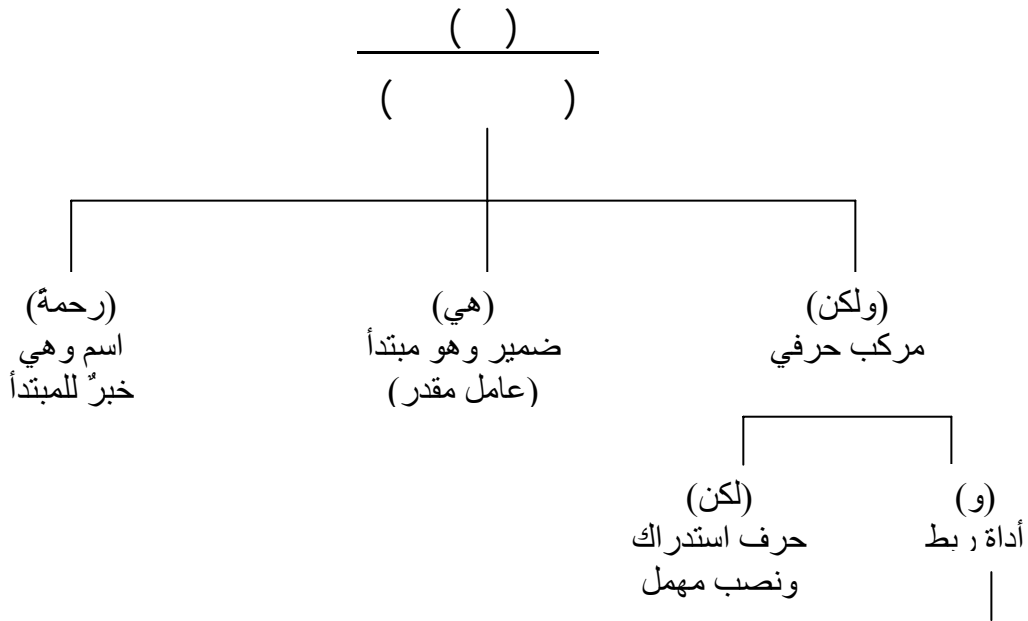 ( )
( )
(ولكن)
مركب حرفي
(هي)
ضمير وهو مبتدأ
(عامل مقدر)
(رحمةً)
اسم وهي
خبرٌ للمبتدأ
(و)
أداة ربط
(لكن)
حرف استدراك
ونصب مهمل